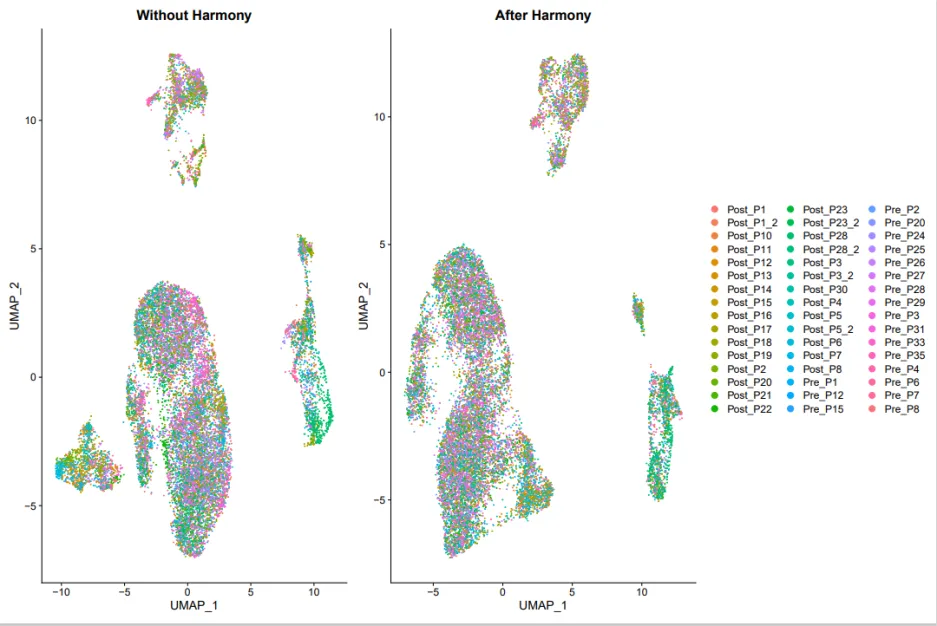 Without Harmony
After Harmony
10
5
0
−5
UMAP_2
−10
−5
0
5
10
UMAP_1
10
5
0
−5
UMAP_2
−5
0
5
10
UMAP_1
Post_P1
Post_P1_2
Post_P10
Post_P11
Post_P12
Post_P13
Post_P14
Post_P15
Post_P16
Post_P17
Post_P18
Post_P19
Post_P2
Post_P20
Post_P21
Post_P22
Post_P23
Post_P23_2
Post_P28
Post_P28_2
Post_P3
Post_P3_2
Post_P30
Post_P4
Post_P5
Post_P5_2
Post_P6
Post_P7
Post_P8
Pre_P1
Pre_P12
Pre_P15
Pre_P2
Pre_P20
Pre_P24
Pre_P25
Pre_P26
Pre_P27
Pre_P28
Pre_P29
Pre_P3
Pre_P31
Pre_P33
Pre_P35
Pre_P4
Pre_P6
Pre_P7
Pre_P8